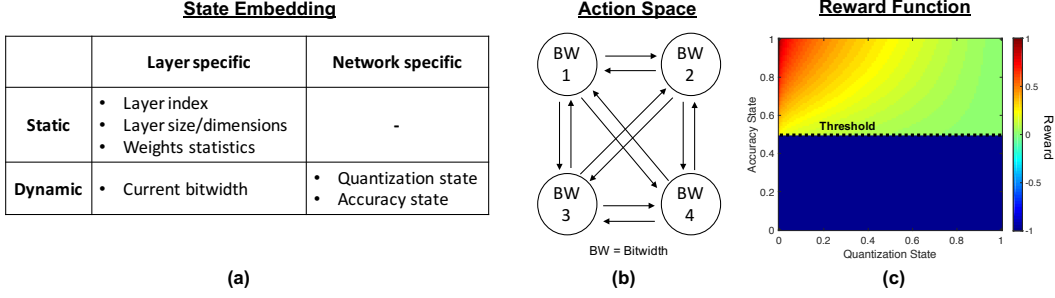 State Embedding
Layer specific
Network specific
Static
• Layer index
• Layer size/dimensions
• Weights statistics
-
Dynamic
• Current bitwidth
• Quantization state
• Accuracy state
(a)
Action Space
BW
1
BW
2
BW
3
BW
4
BW = Bitwidth
(b)
Reward Function
Accuracy State
1
0.8
0.6
0.4
0.2
0
Threshold
0
0.2
0.4
0.6
0.8
1
Quantization State
1
0.5
0
-0.5
-1
Reward
(c)